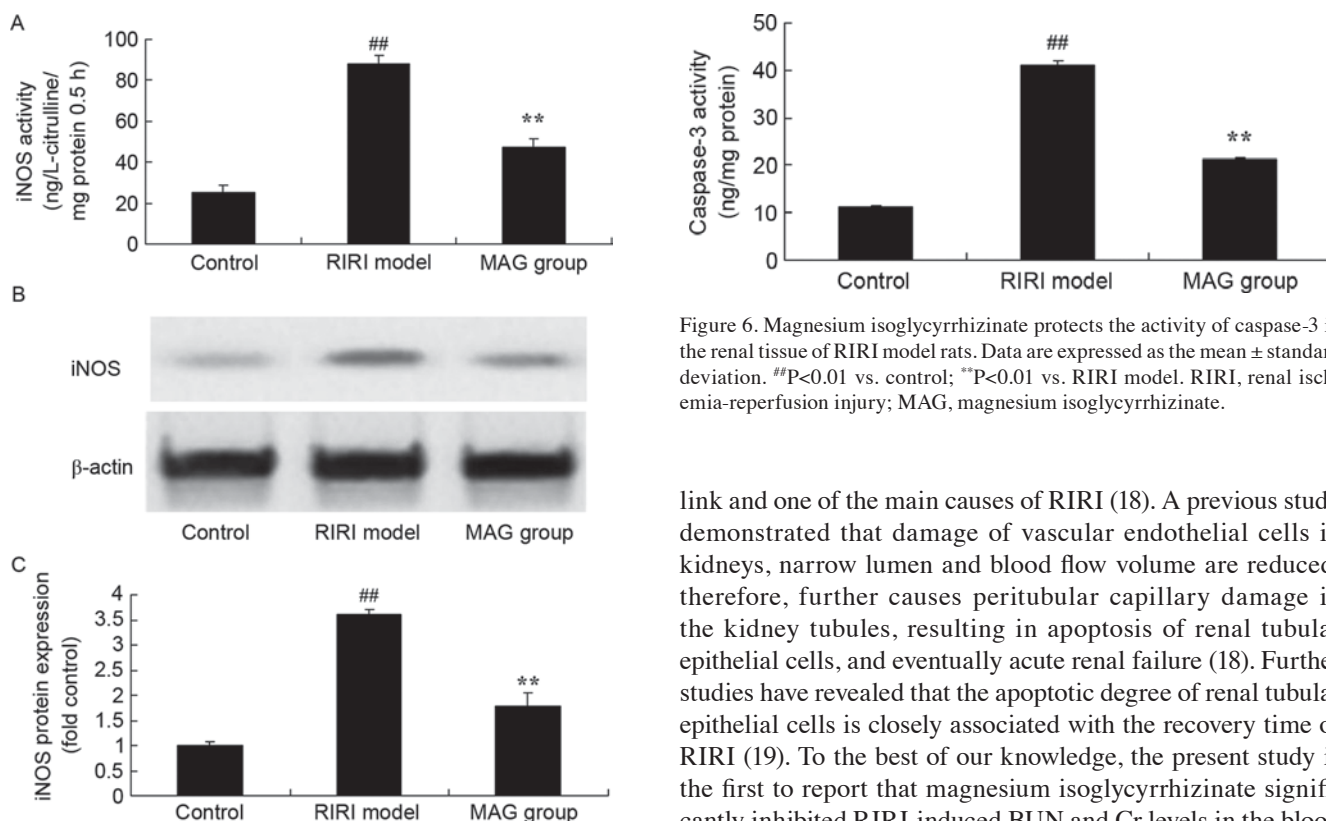 A
iNOS activity
(ng/L-citrulline/
mg protein 0.5 h)
100
80
60
40
20
0
##
**
Control RIRI model MAG group
B
iNOS
β-actin
Control RIRI model MAG group
C
iNOS protein expression
(fold control)
4
3.5
3
2.5
2
1.5
1
0.5
0
##
**
Control RIRI model MAG group
Caspase-3 activity
(ng/mg protein)
50
40
30
20
10
0
##
**
Control RIRI model MAG group
Figure 6. Magnesium isoglycyrrhizinate protects the activity of caspase-3
the renal tissue of RIRI model rats. Data are expressed as the mean ± standar
deviation. ##P<0.01 vs. control; **P<0.01 vs. RIRI model. RIRI, renal isch
emia-reperfusion injury; MAG, magnesium isoglycyrrhizinate.
link and one of the main causes of RIRI (18). A previous stud
demonstrated that damage of vascular endothelial cells i
kidneys, narrow lumen and blood flow volume are reduced
therefore, further causes peritubular capillary damage i
the kidney tubules, resulting in apoptosis of renal tubula
epithelial cells, and eventually acute renal failure (18). Furthe
studies have revealed that the apoptotic degree of renal tubula
epithelial cells is closely associated with the recovery time o
RIRI (19). To the best of our knowledge, the present study i
the first to report that magnesium isoglycyrrhizinate signifi
cantly inhibited RIRI-induced BUN and Cr levels in the bloo